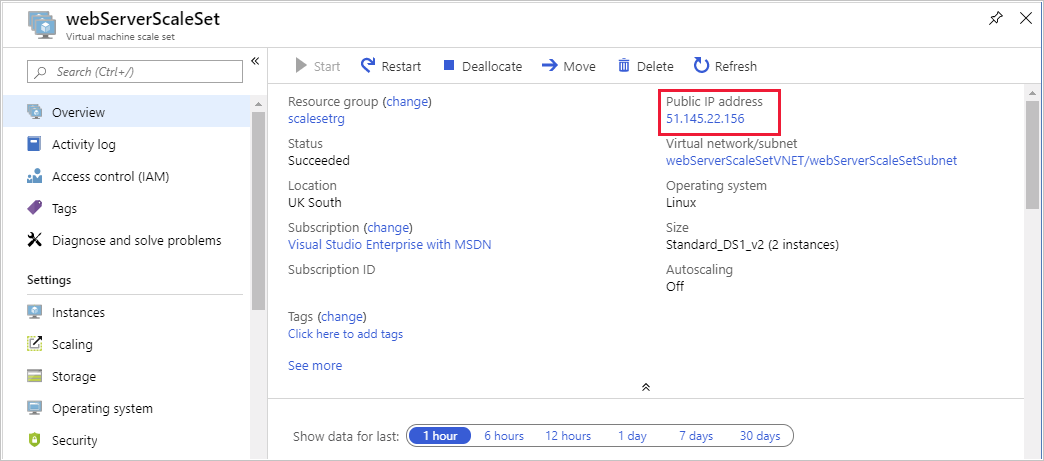 webServerScaleSet
Virtual machine scale set
Search (Ctrl+/)
«
Overview
Activity log
Access control (IAM)
Tags
Diagnose and solve problems
Settings
Instances
Scaling
Storage
Operating system
Security
Start Restart Deallocate Move Delete Refresh
Resource group (change)
scalesetrg
Status
Succeeded
Location
UK South
Subscription (change)
Visual Studio Enterprise with MSDN
Subscription ID
Tags (change)
Click here to add tags
See more
Public IP address
51.145.22.156
Virtual network/subnet
webServerScaleSetVNET/webServerScaleSetSubnet
Operating system
Linux
Size
Standard_DS1_v2 (2 instances)
Autoscaling
Off
Show data for last: 1 hour 6 hours 12 hours 1 day 7 days 30 days